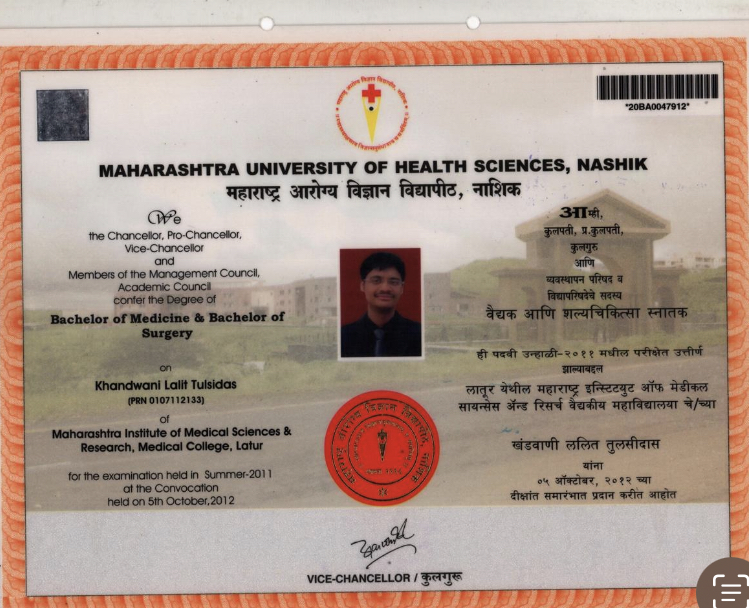 *20BA0047912*
MAHARASHTRA UNIVERSITY OF HEALTH SCIENCES, NASHIK
महाराष्ट्र आरोग्य विज्ञान विद्यापीठ, नाशिक
We
the Chancellor, Pro-Chancellor,
Vice-Chancellor
and
Members of the Management Council,
Academic Council
confer the Degree of
Bachelor of Medicine & Bachelor of
Surgery
on
Khandwani Lalit Tulsidas
(PRN 0107112133)
of
Maharashtra Institute of Medical Sciences &
Research, Medical College, Latur
for the examination held in Summer-2011
at the Convocation
held on 5th October,2012
आम्ही,
कुलपती, प्र.कुलपती,
कुलगुरु
आणि
व्यवस्थापन परिषद व
विद्यापरिषदेचे सदस्य
वैद्यक आणि शल्यचिकित्सा स्नातक
ही पदवी उन्हाळी-२०११ मधील परीक्षेत उत्तीर्ण
झाल्याबद्दल
लातूर येथील महाराष्ट्र इन्स्टिटयुट ऑफ मेडीकल
सायन्सेस अँन्ड रिसर्च वैद्यकीय महाविद्यालया चे/च्या
खंडवाणी ललित तुलसीदास
यांना
०५ ऑक्टोबर, २०१२ च्या
दीक्षांत समारंभात प्रदान करीत आहोत
VICE-CHANCELLOR / कुलगुरू